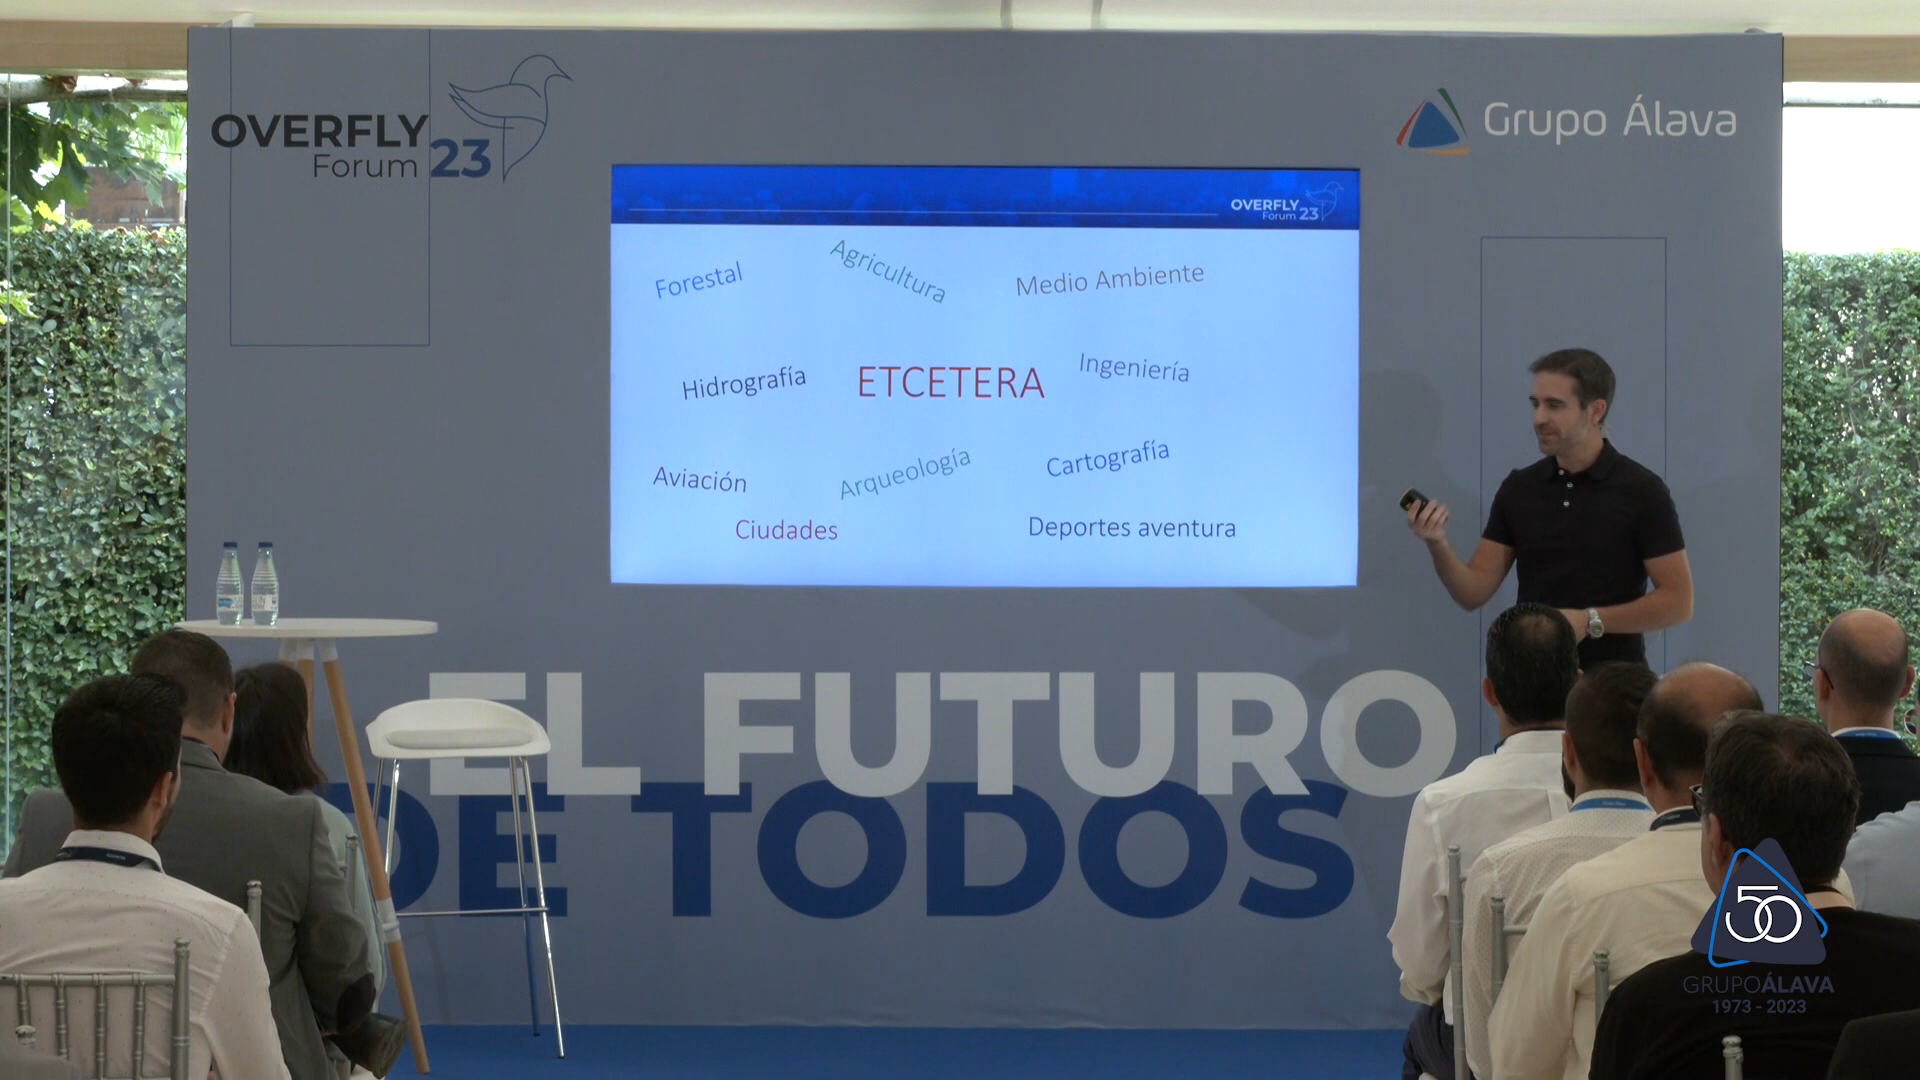 OVERFLY
Forum 23
Grupo Álava
OVERFLY
Forum 23
Forestal
Agricultura
Medio Ambiente
Hidrografía
ETCETERA
Ingeniería
Aviación
Arqueología
Cartografía
Ciudades
Deportes aventura
EL FUTURO
DE TODOS
50
GRUPOÁLAVA
1973 - 2023